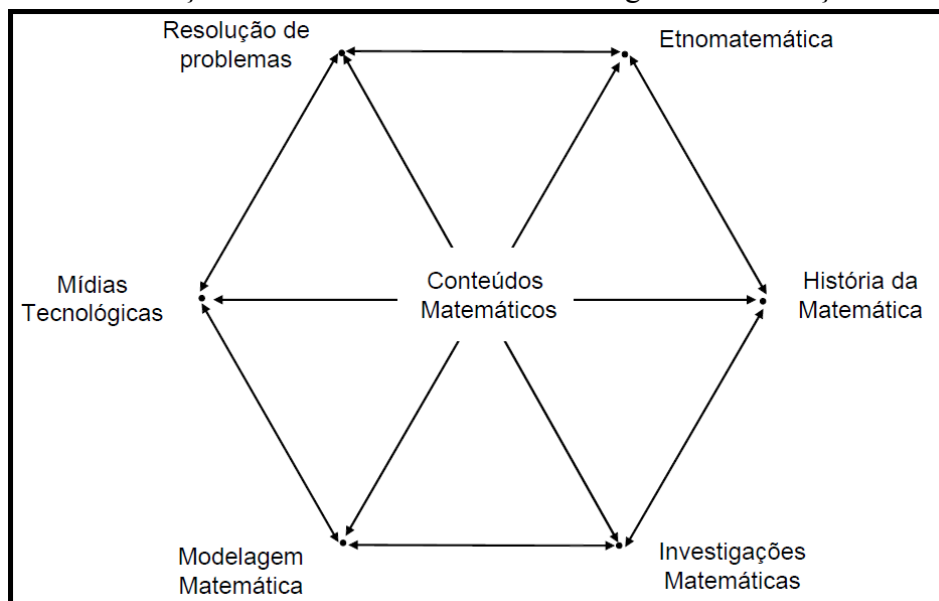 Resolução de
problemas
Etnomatemática
Mídias
Tecnológicas
Conteúdos
Matemáticos
História da
Matemática
Modelagem
Matemática
Investigações
Matemáticas